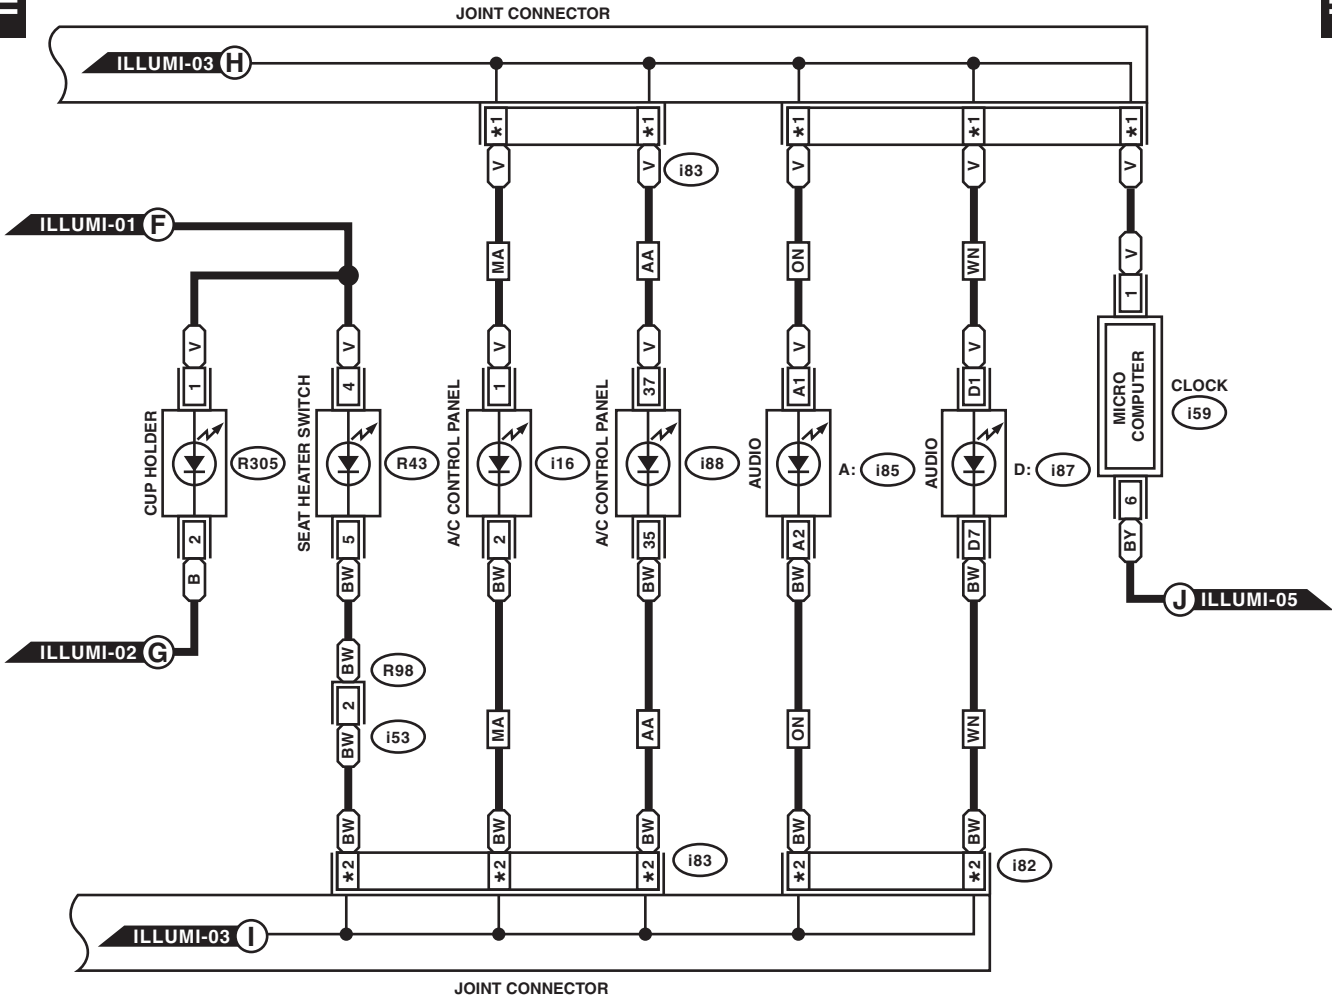 JOINT CONNECTOR
ILLUMI-03 H
*1 *1 *1 *1 *1
V V i83 V V V
ILLUMI-01 F
MA AA ON WN V
1
V V V V V V
1 4 1 37 A1 D1
CUP HOLDER R305
SEAT HEATER SWITCH R43
A/C CONTROL PANEL i16
A/C CONTROL PANEL i88
AUDIO A: i85
AUDIO D: i87
MICRO COMPUTER
CLOCK
i59
2 5 2 35 A2 D7 6
B BW BW BW BW BW BY
J ILLUMI-05
ILLUMI-02 G
BW R98
2
BW i53
MA AA ON WN
BW BW BW BW BW
*2 *2 *2 i83 *2 *2 i82
ILLUMI-03 I
JOINT CONNECTOR